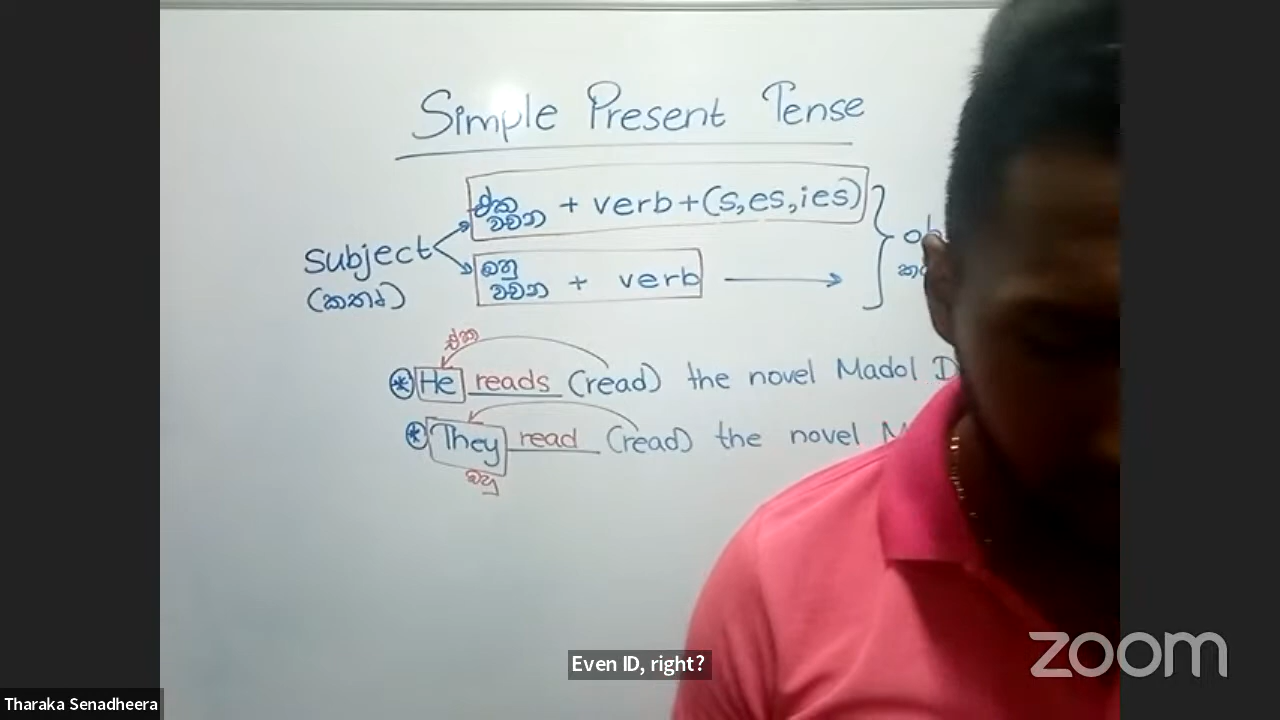 Simple Present Tense
ඒක වචන + verb+(s,es,ies)
subject
(කතෘ)
බහු වචන + verb
ඒක
* He reads (read) the novel Madol D
* They read (read) the novel M
බහු
Even ID, right?
zoom
Tharaka Senadheera